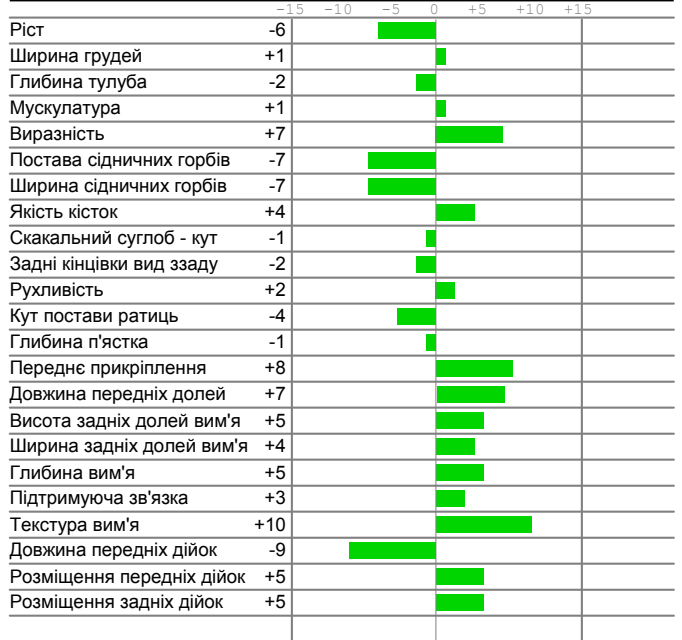 -15 -10 -5 0 +5 +10 +15
Ріст -6
Ширина грудей +1
Глибина тулуба -2
Мускулатура +1
Виразність +7
Постава сідничних горбів -7
Ширина сідничних горбів -7
Якість кісток +4
Скакальний суглоб - кут -1
Задні кінцівки вид ззаду -2
Рухливість +2
Кут постави ратиць -4
Глибина п'ястка -1
Переднє прикріплення +8
Довжина передніх долей +7
Висота задніх долей вим'я +5
Ширина задніх долей вим'я +4
Глибина вим'я +5
Підтримуюча зв'язка +3
Текстура вим'я +10
Довжина передніх дійок -9
Розміщення передніх дійок +5
Розміщення задніх дійок +5